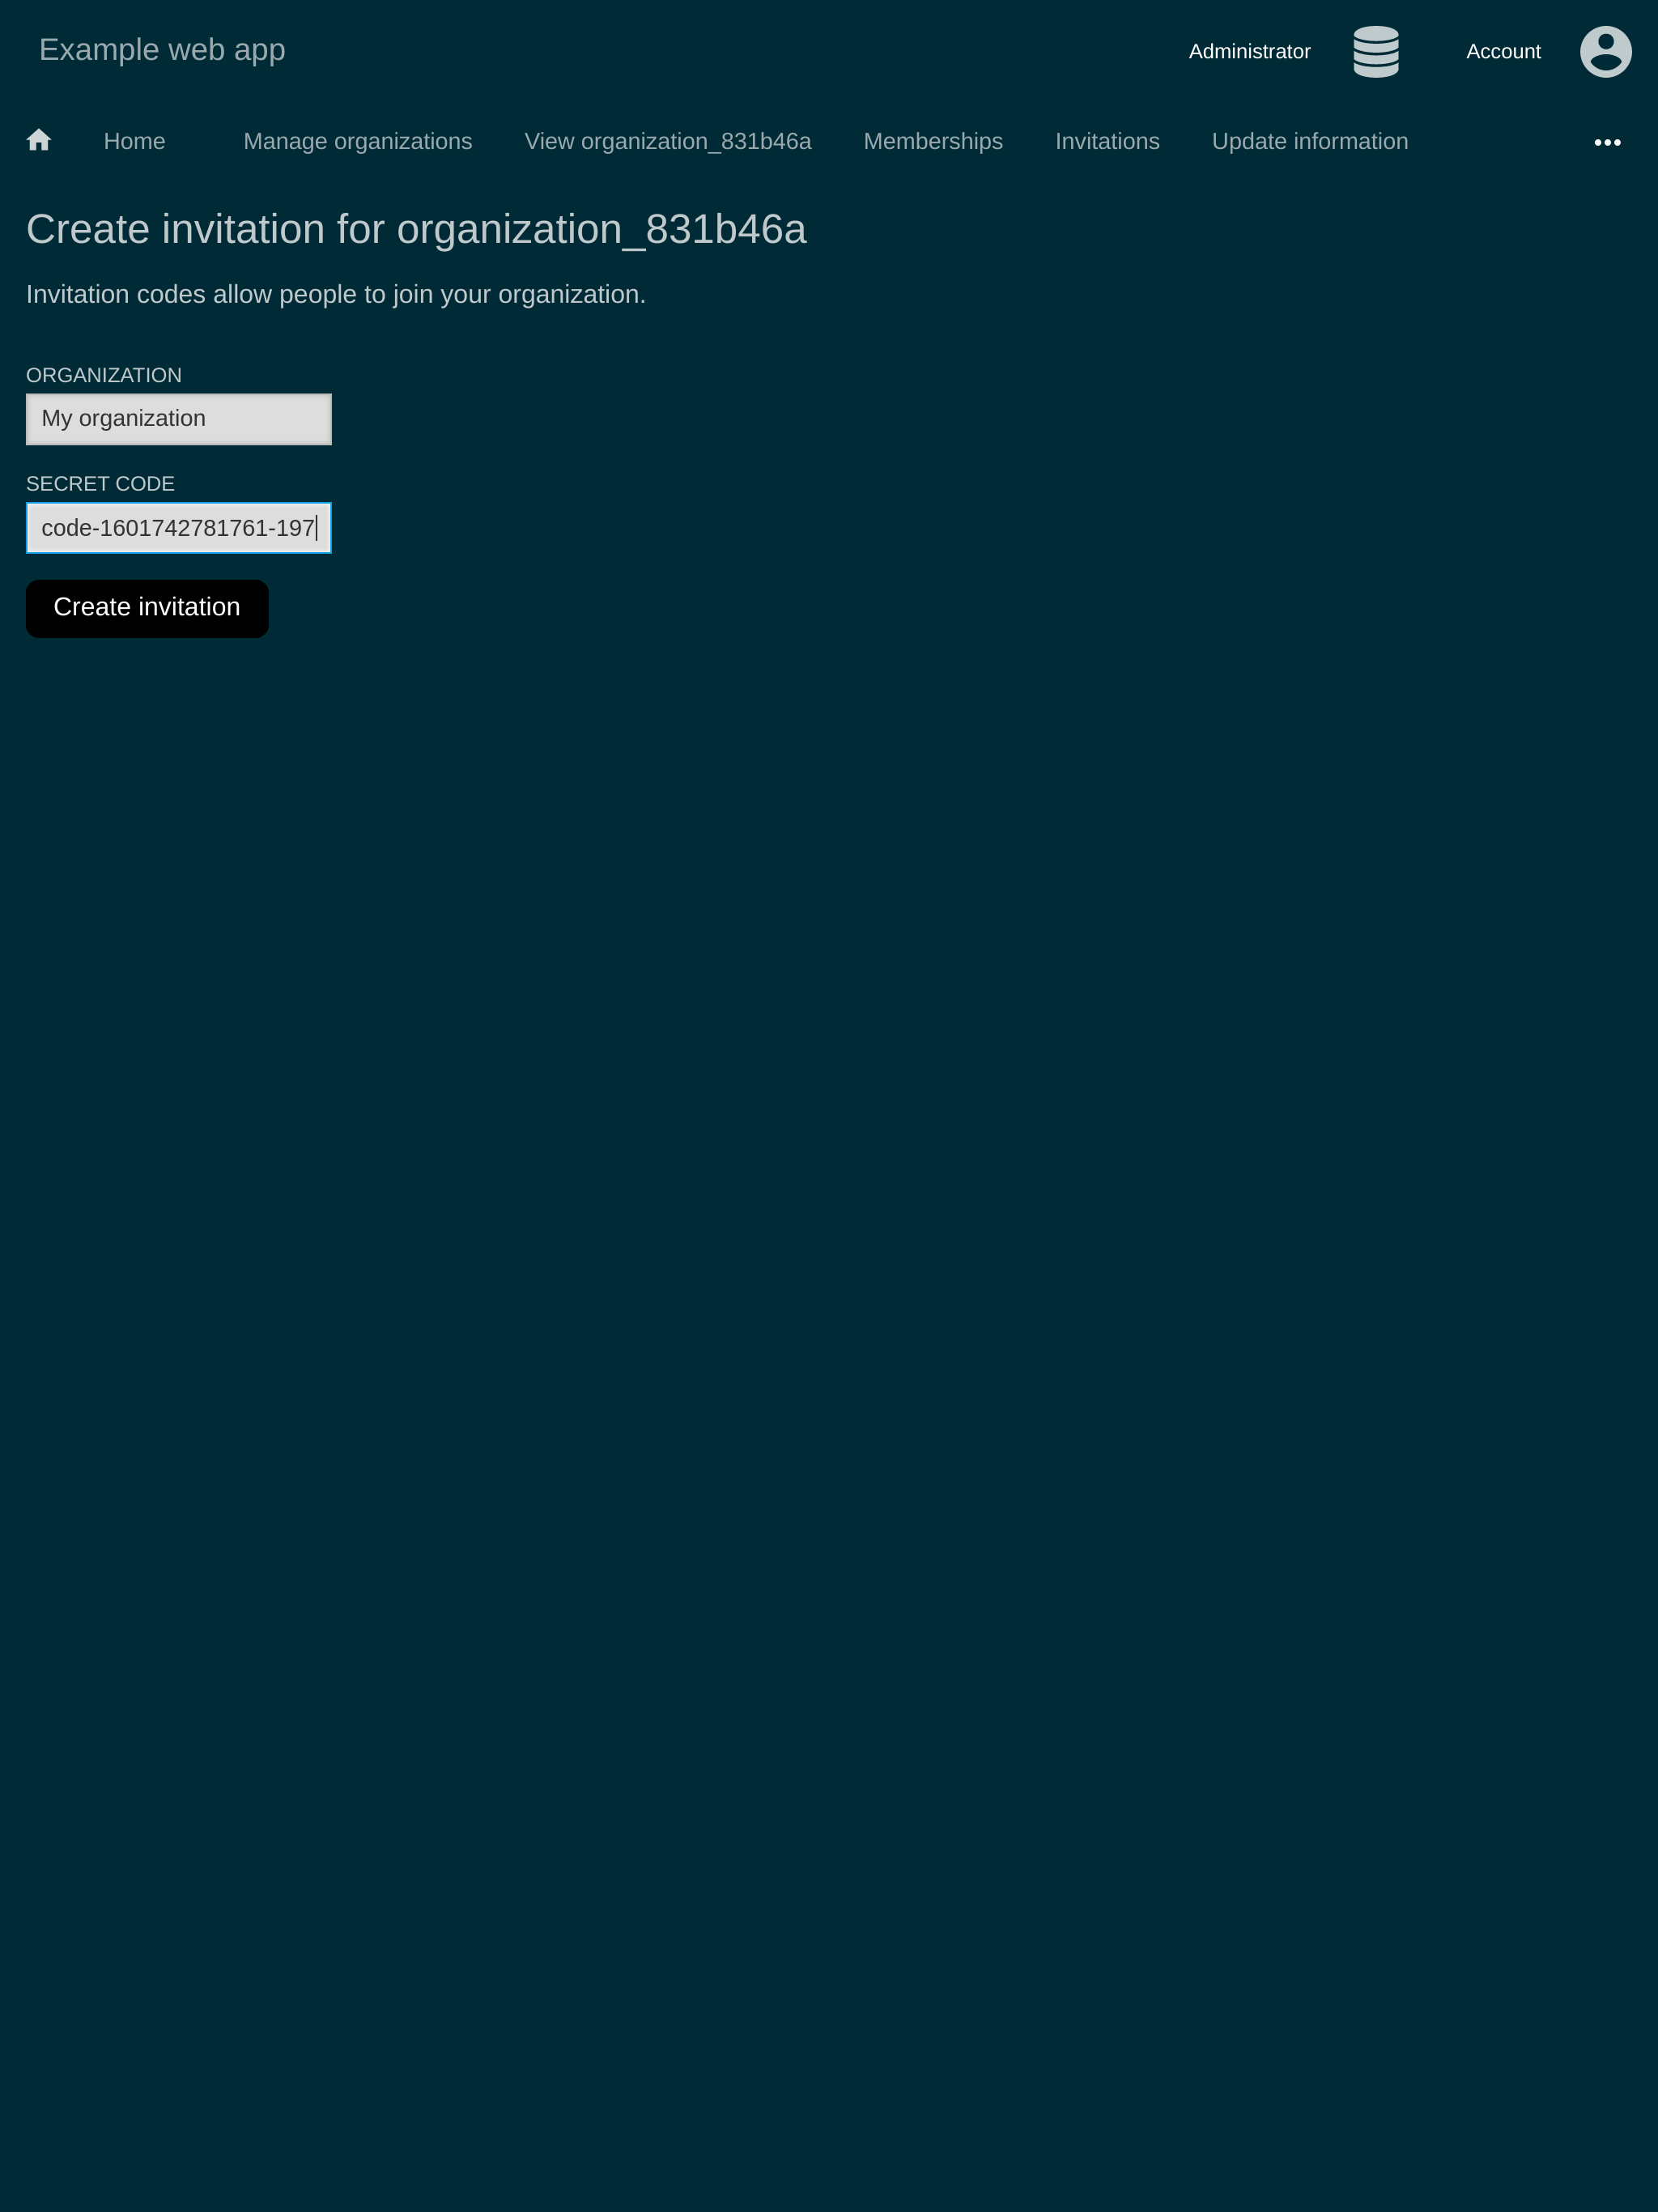 Example web app
Administrator
Account
Home
Manage organizations
View organization_831b46a
Memberships
Invitations
Update information
Create invitation for organization_831b46a
Invitation codes allow people to join your organization.
ORGANIZATION
My organization
SECRET CODE
code-1601742781761-197
Create invitation